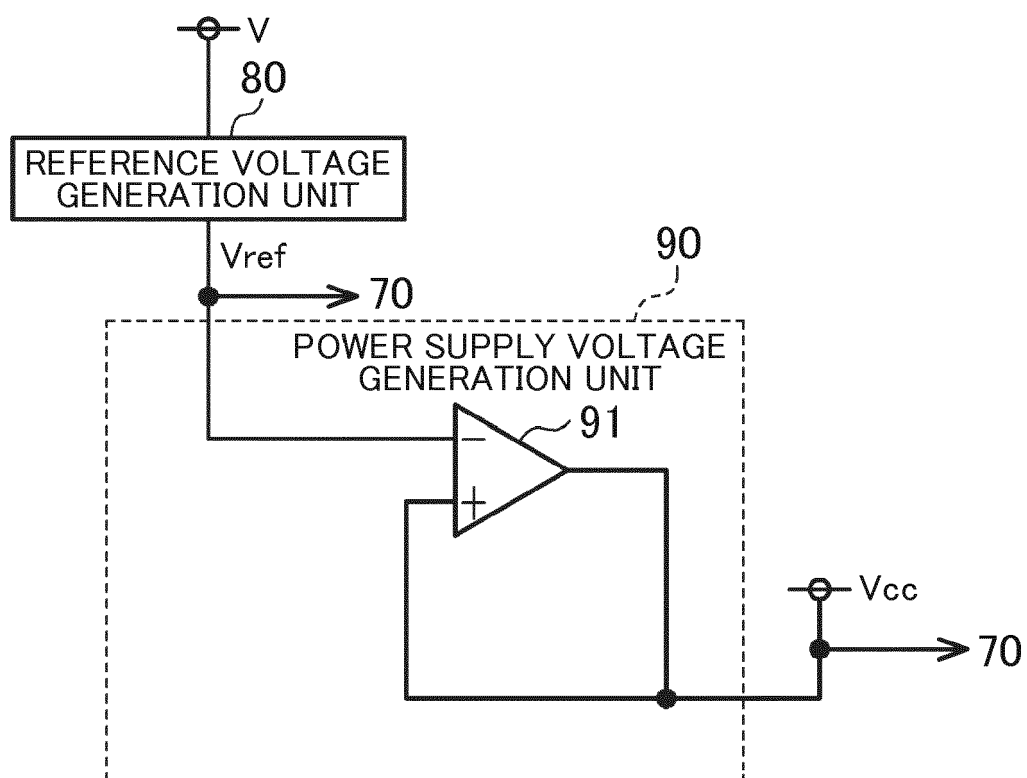 V
80
REFERENCE VOLTAGE
GENERATION UNIT
Vref
70
90
POWER SUPPLY VOLTAGE
GENERATION UNIT
91
−
+
Vcc
70